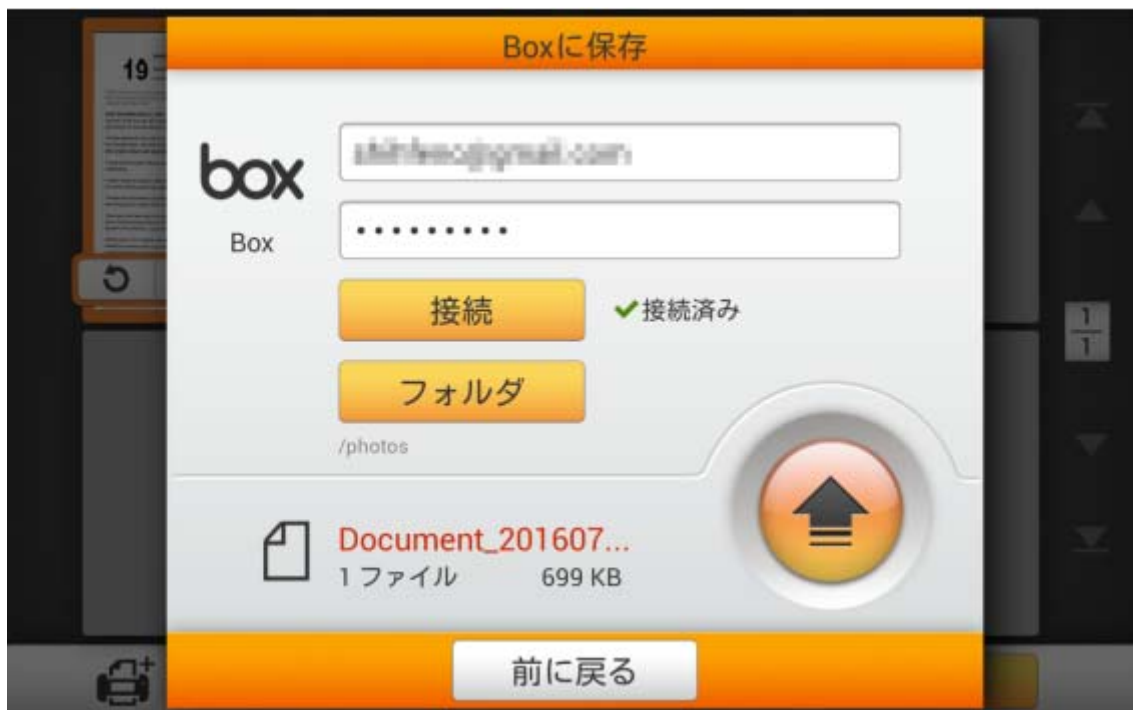 Boxに保存
19
box
Box
•••••••••
接続
接続済み
フォルダ
/photos
1
1
Document_201607...
1 ファイル 699 KB
前に戻る